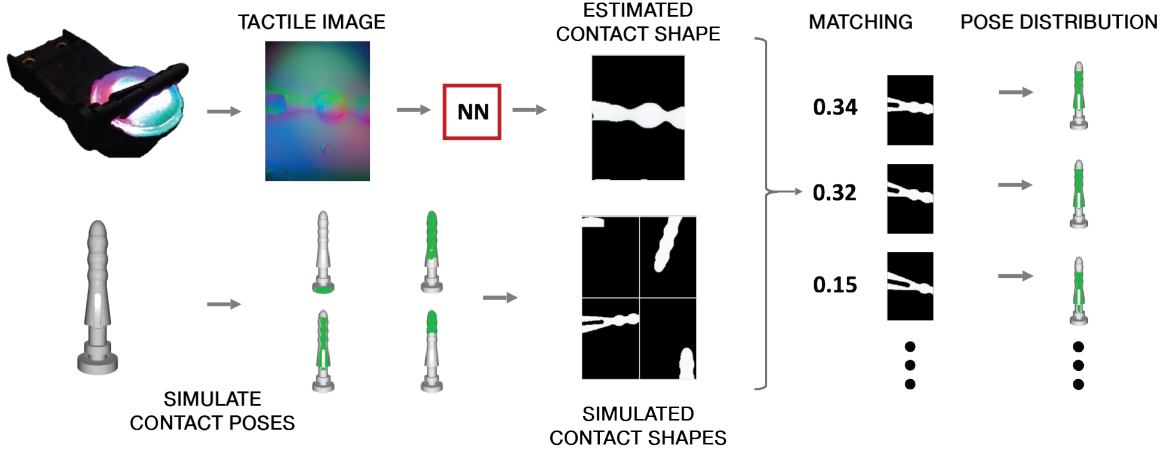 TACTILE IMAGE
NN
ESTIMATED
CONTACT SHAPE
MATCHING
POSE DISTRIBUTION
0.34
0.32
0.15
SIMULATE
CONTACT POSES
SIMULATED
CONTACT SHAPES